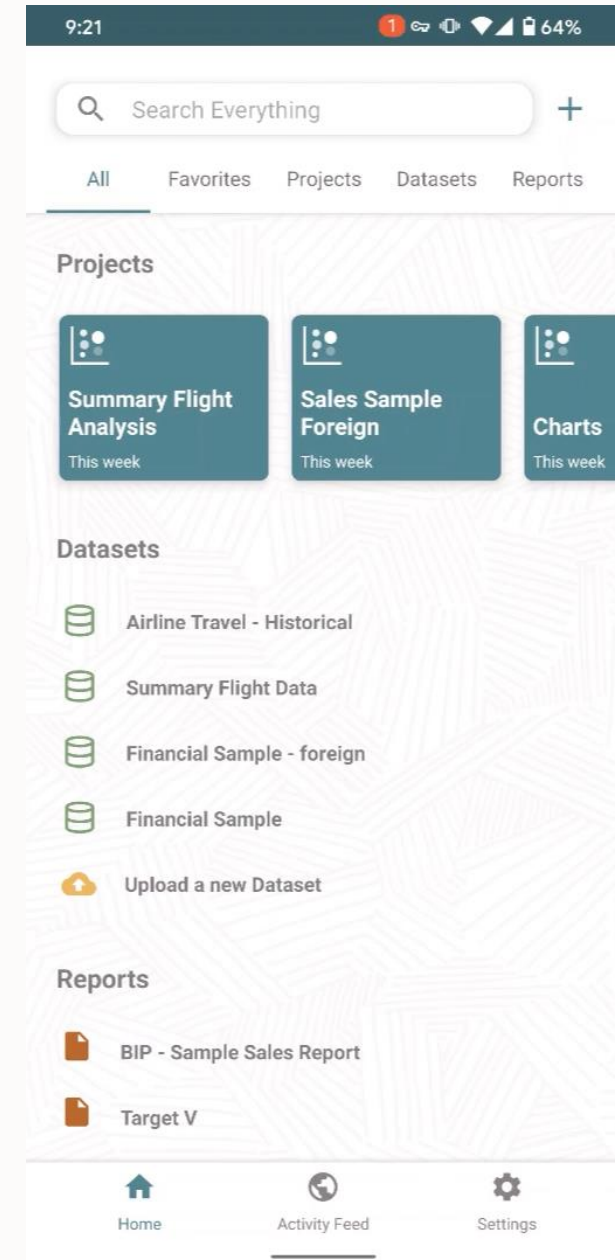 9:21
1
64%
Search Everything
All Favorites Projects Datasets Reports
Projects
Summary Flight
Analysis
This week
Sales Sample
Foreign
This week
Charts
This week
Datasets
Airline Travel - Historical
Summary Flight Data
Financial Sample - foreign
Financial Sample
Upload a new Dataset
Reports
BIP - Sample Sales Report
Target V
Home Activity Feed Settings